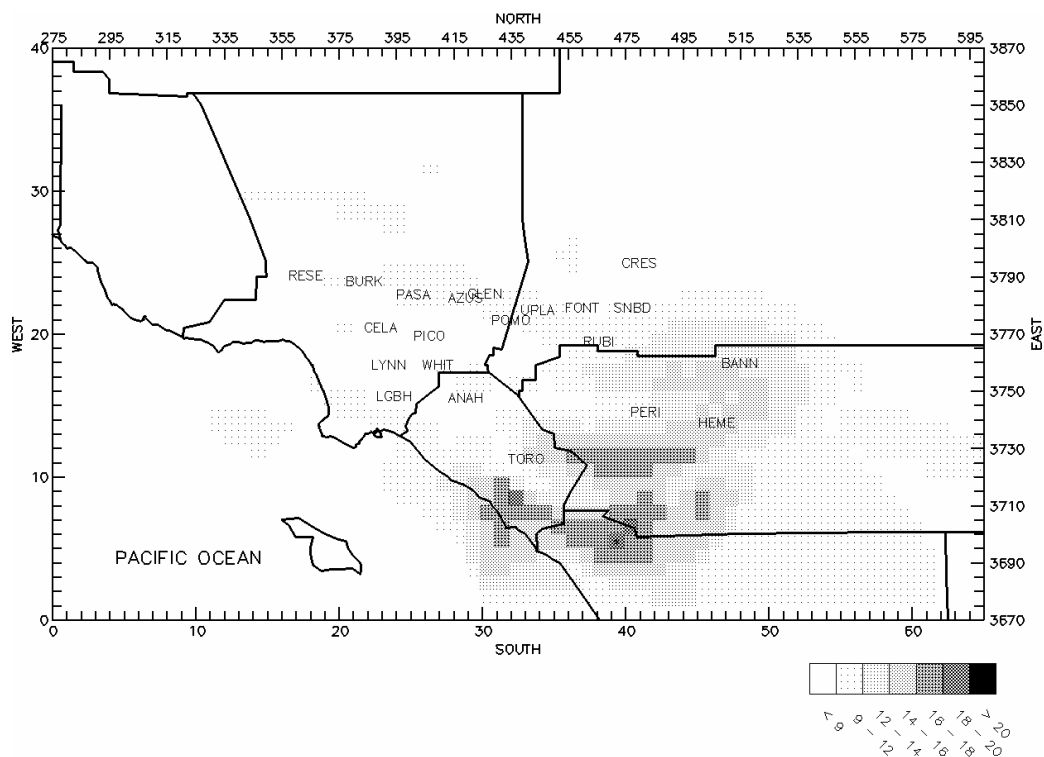 NORTH
275 295 315 335 355 375 395 415 435 455 475 495 515 535 555 575 595
40
3870
3850
3830
30
3810
CRES
RESE
BURK
3790
PASA
AZUS
GLEN
UPLA
FONT
SNBD
POMO
WEST
20
CELA
PICO
RUBI
3770
EAST
LYNN
WHIT
BANN
LGBH
ANAH
3750
PERI
HEME
TORO
3730
10
3710
PACIFIC OCEAN
3690
0
3670
0 10 20 30 40 50 60
SOUTH
< 9
9 - 12
12 - 14
14 - 16
16 - 18
18 - 20
> 20